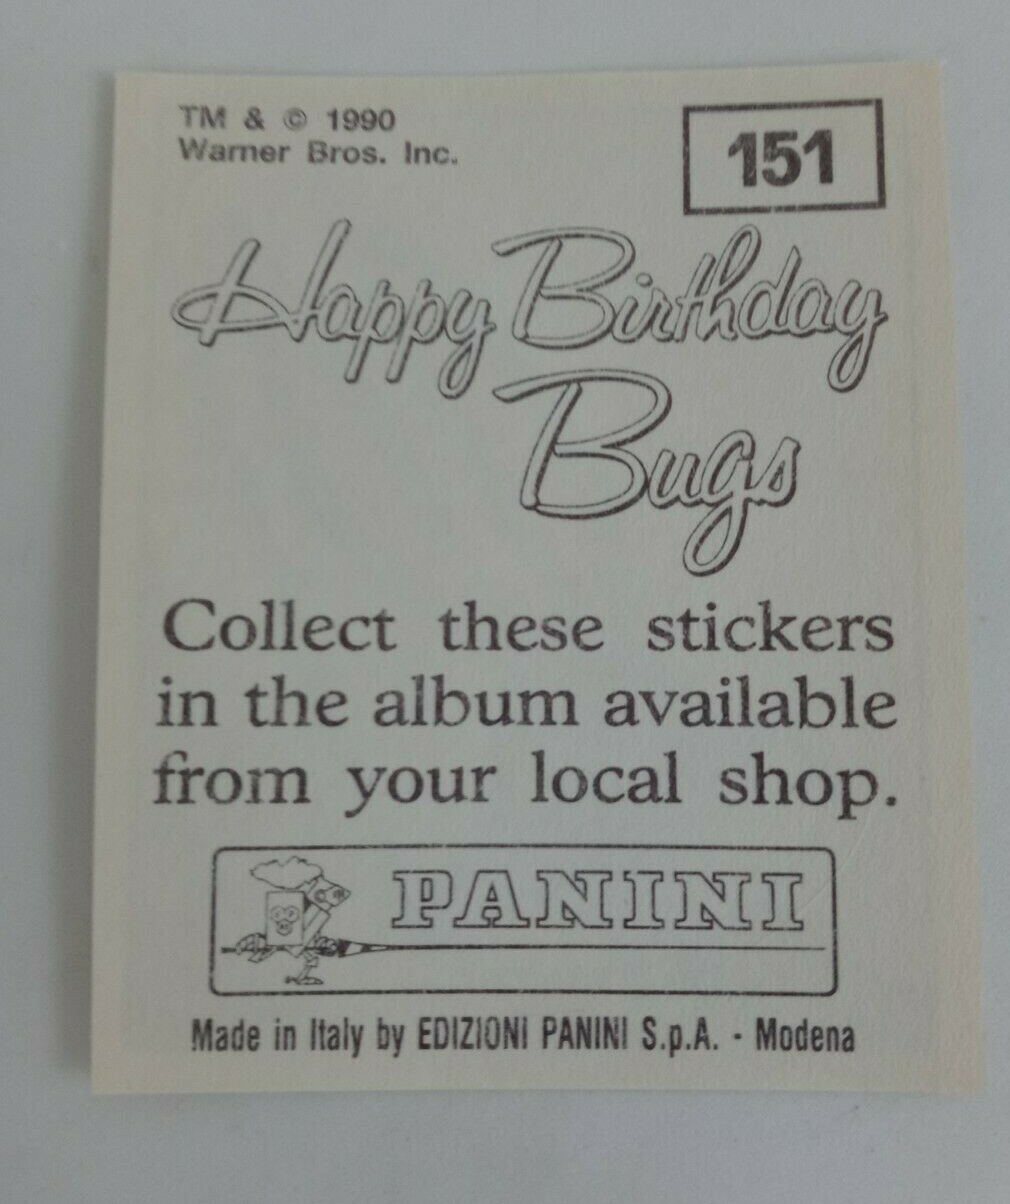 TM & © 1990
Warner Bros. Inc.
151
Happy Birthday
Bugs
Collect these stickers
in the album available
from your local shop.
PANINI
Made in Italy by EDIZIONI PANINI S.p.A. - Modena